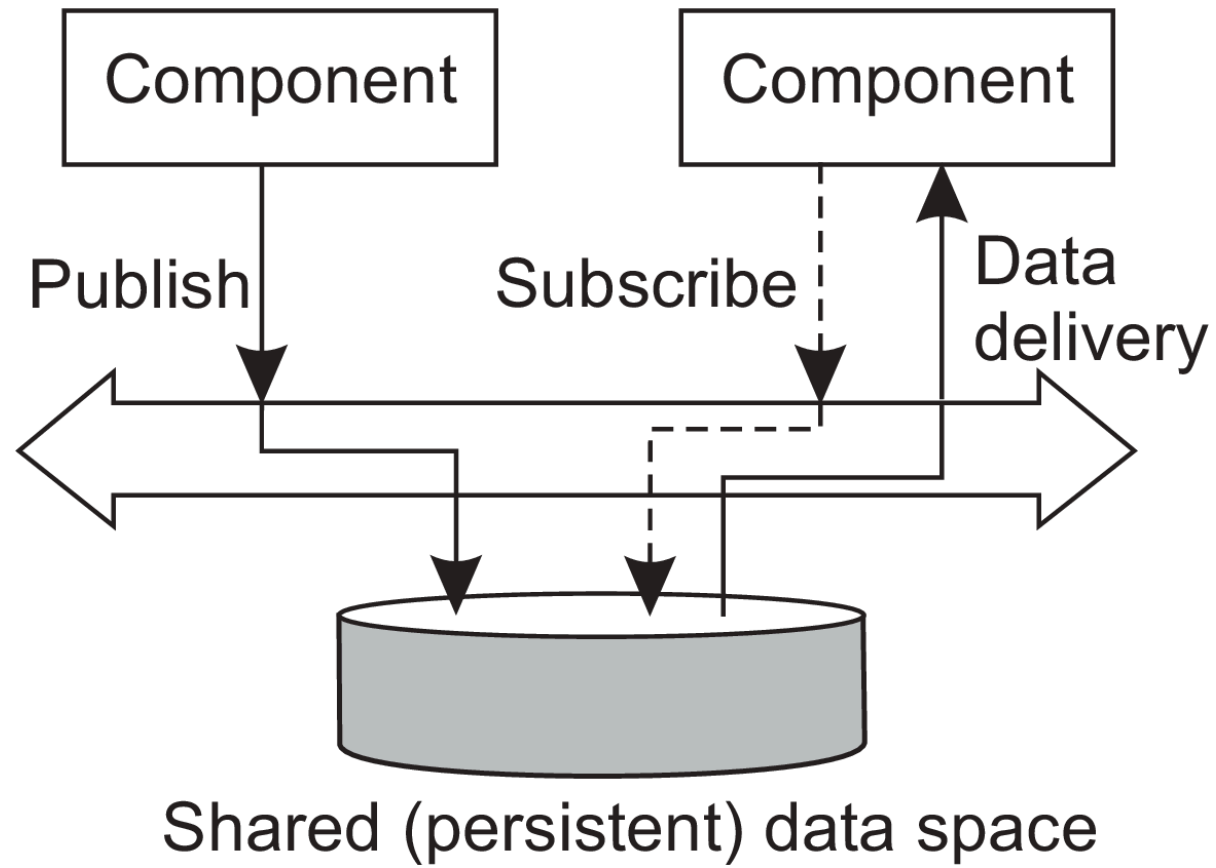 Component
Component
Publish
Subscribe
Data
delivery
Shared (persistent) data space